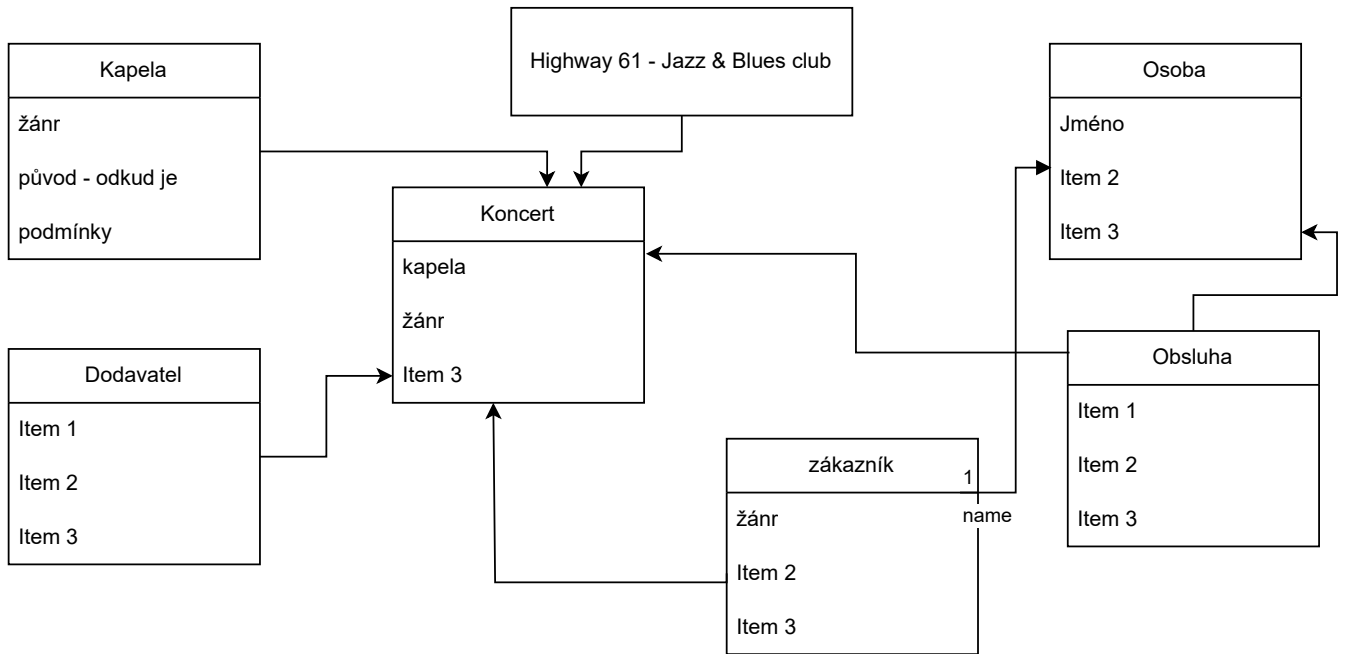 Kapela
žánr
původ - odkud je
podmínky
Highway 61 - Jazz & Blues club
Osoba
Jméno
Item 2
Item 3
Koncert
kapela
žánr
Item 3
Dodavatel
Item 1
Item 2
Item 3
zákazník
1
name
žánr
Item 2
Item 3
Obsluha
Item 1
Item 2
Item 3